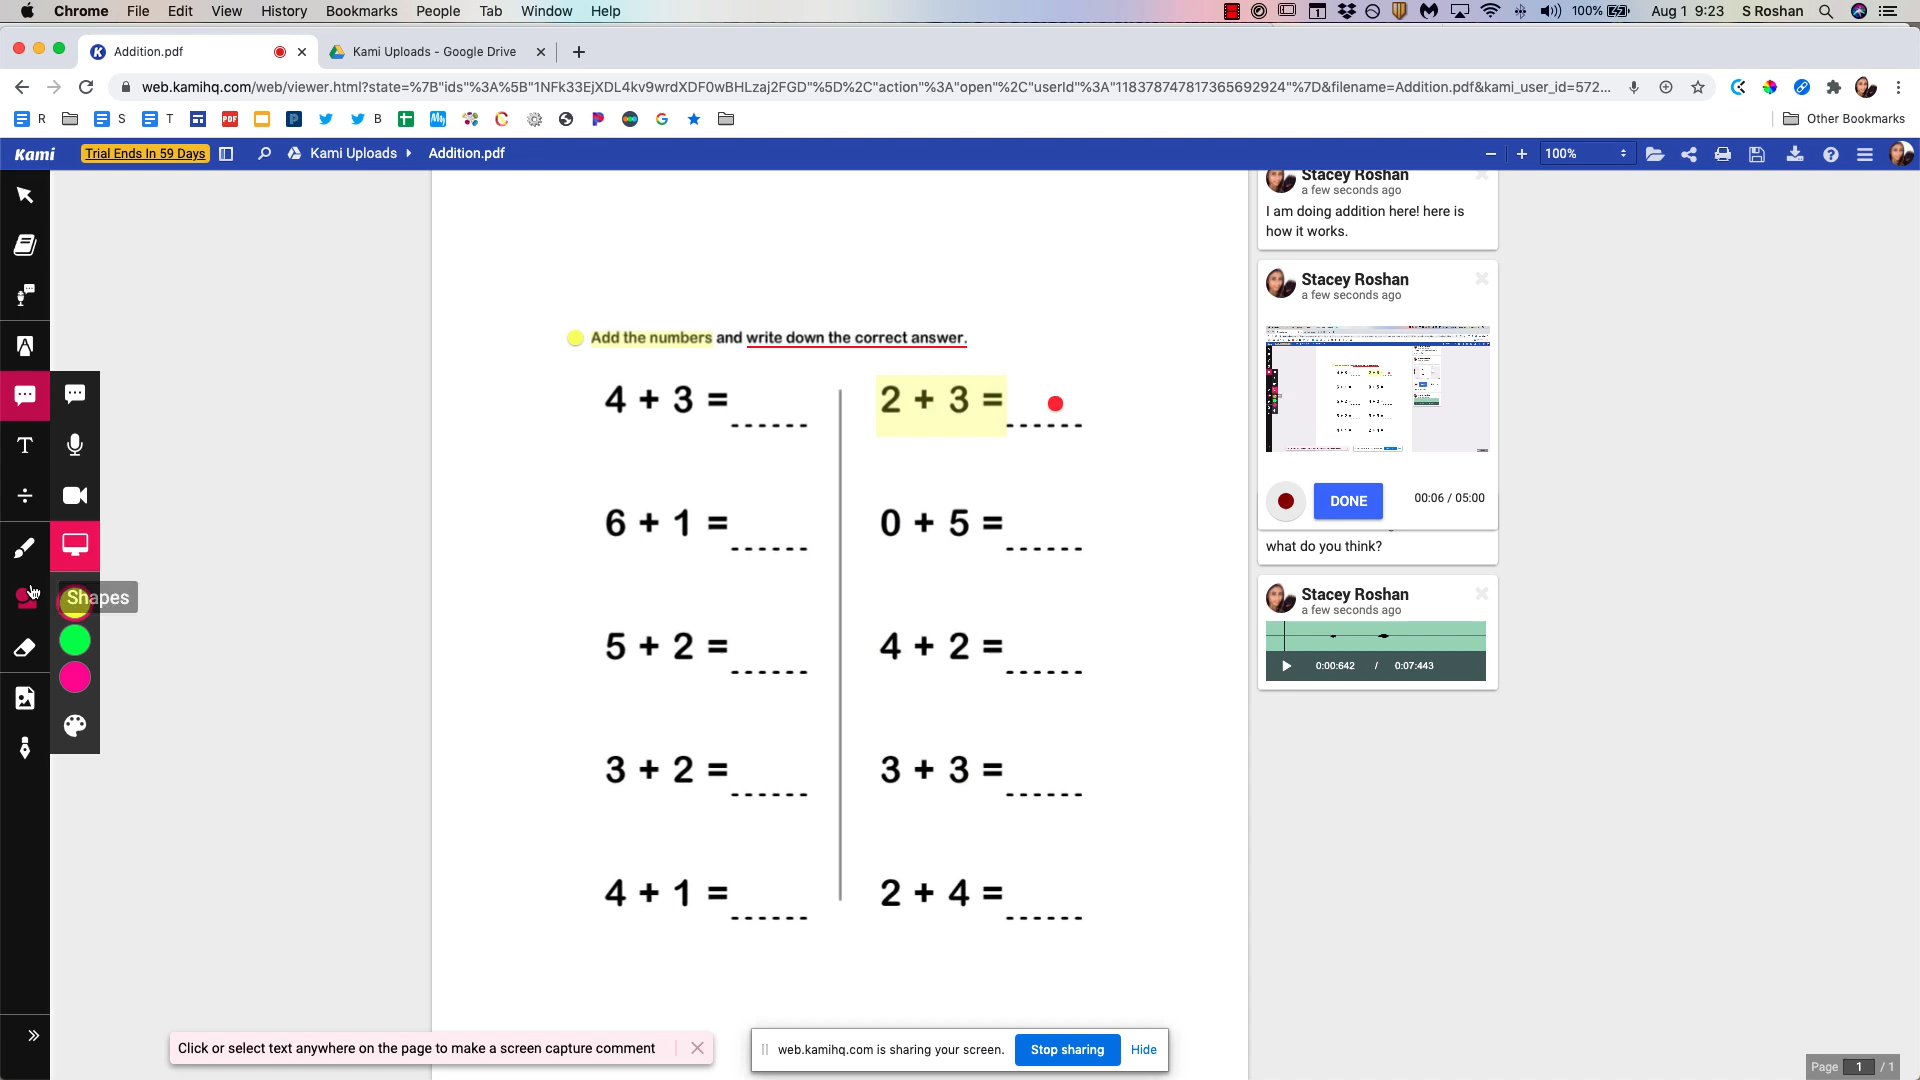 Chrome File Edit View History Bookmarks People Tab Window Help 1 100% Aug 1 9:23 S Roshan
Addition.pdf Kami Uploads - Google Drive
web.kamihq.com/web/viewer.html?state=%7B"ids"%3A%5B"1NFk33EjXDL4kv9wrdXDF0wBHLzaj2FGD"%5D%2C"action"%3A"open"%2C"userId"%3A"118378747817365692924"%7D&filename=Addition.pdf&kami_user_id=572...
R S T PDF B Other Bookmarks
Kami Trial Ends In 59 Days Kami Uploads Addition.pdf 100%
Stacey Roshan
a few seconds ago
I am doing addition here! here is
how it works.
Stacey Roshan
a few seconds ago
DONE 00:06 / 05:00
what do you think?
Stacey Roshan
a few seconds ago
0:00:642 / 0:07:443
Add the numbers and write down the correct answer.
4 + 3 = ------ 2 + 3 = ------
6 + 1 = ------ 0 + 5 = ------
5 + 2 = ------ 4 + 2 = ------
3 + 2 = ------ 3 + 3 = ------
4 + 1 = ------ 2 + 4 = ------
T
Shapes
Click or select text anywhere on the page to make a screen capture comment
web.kamihq.com is sharing your screen. Stop sharing Hide
Page 1 / 1